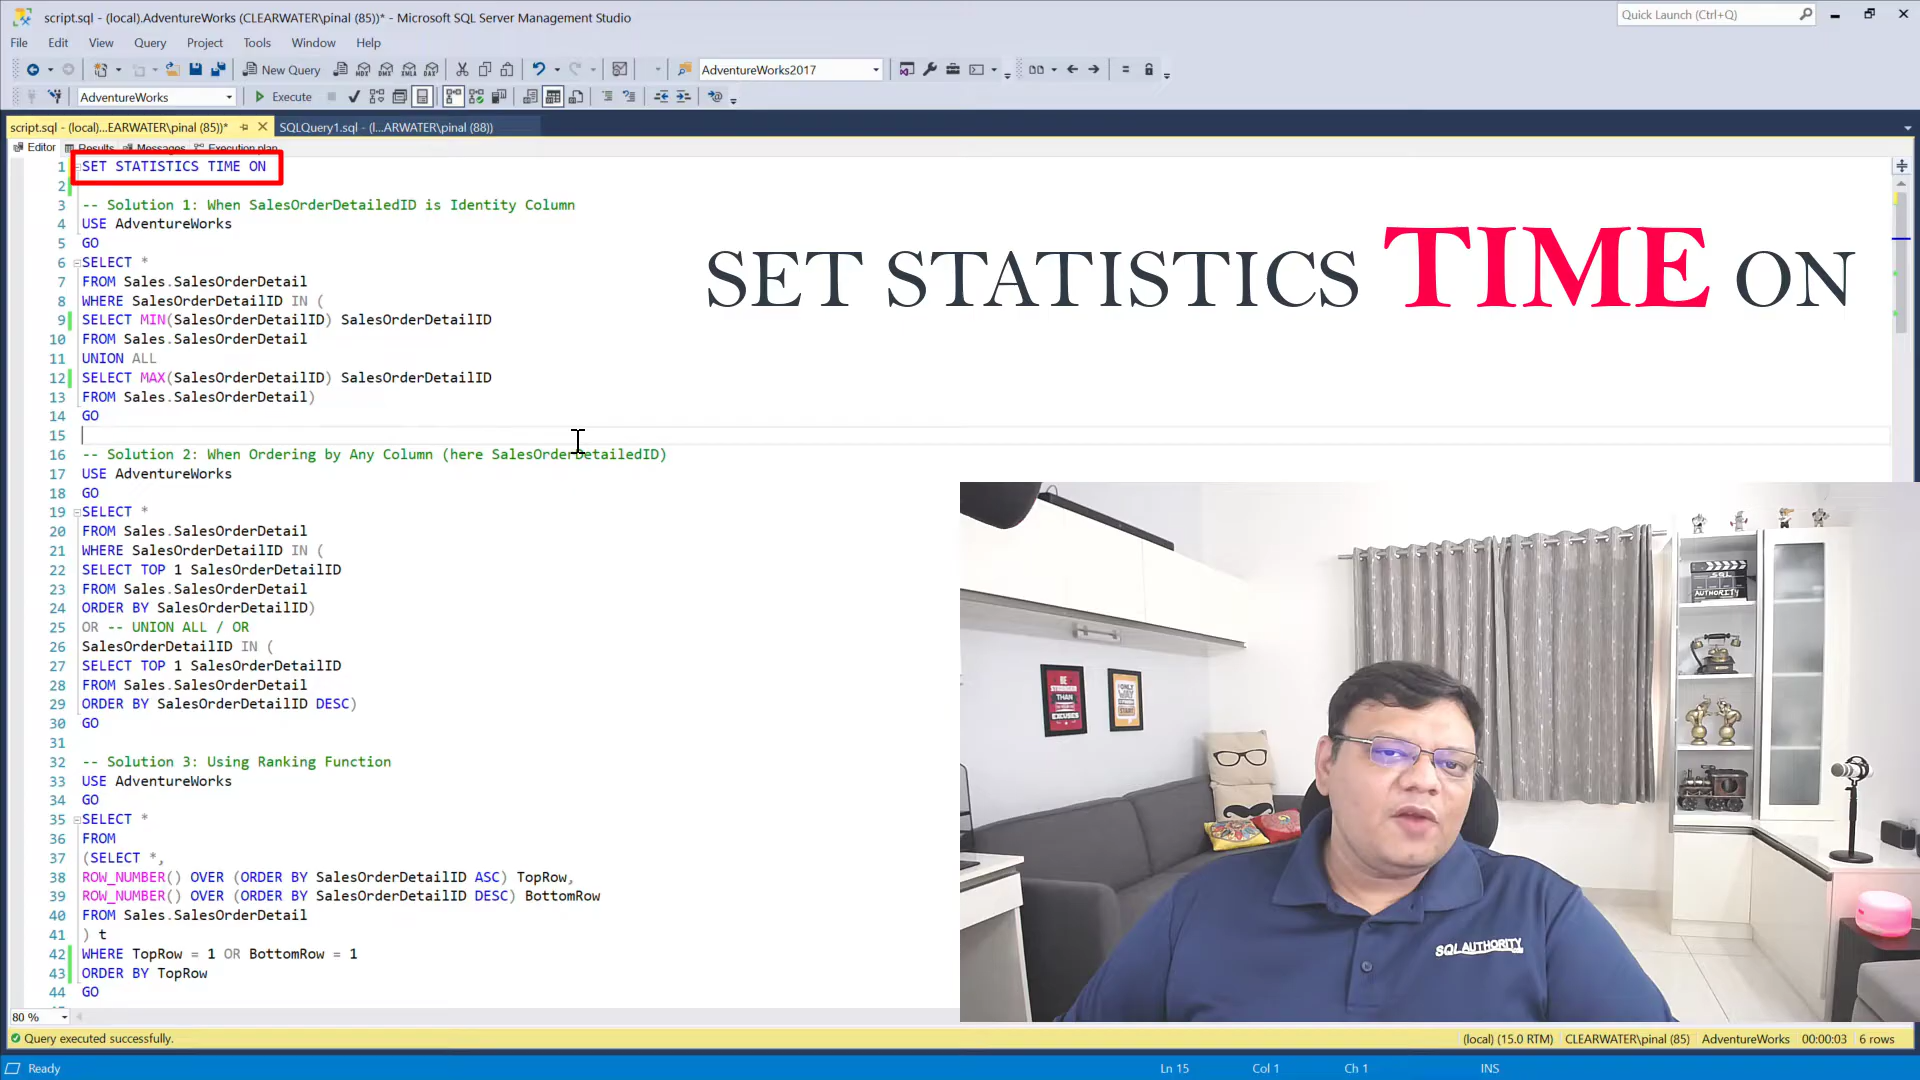 script.sql - (local).AdventureWorks (CLEARWATER\pinal (85))* - Microsoft SQL Server Management Studio
Quick Launch (Ctrl+Q)
File Edit View Query Project Tools Window Help
New Query
AdventureWorks2017
AdventureWorks
Execute
script.sql - (local)...EARWATER\pinal (85))*
SQLQuery1.sql - (l...ARWATER\pinal (88))
Editor Results Messages Execution plan
1 SET STATISTICS TIME ON
2
3 -- Solution 1: When SalesOrderDetailedID is Identity Column
4 USE AdventureWorks
5 GO
6 SELECT *
7 FROM Sales.SalesOrderDetail
8 WHERE SalesOrderDetailID IN (
9 SELECT MIN(SalesOrderDetailID) SalesOrderDetailID
10 FROM Sales.SalesOrderDetail
11 UNION ALL
12 SELECT MAX(SalesOrderDetailID) SalesOrderDetailID
13 FROM Sales.SalesOrderDetail)
14 GO
15
16 -- Solution 2: When Ordering by Any Column (here SalesOrderDetailedID)
17 USE AdventureWorks
18 GO
19 SELECT *
20 FROM Sales.SalesOrderDetail
21 WHERE SalesOrderDetailID IN (
22 SELECT TOP 1 SalesOrderDetailID
23 FROM Sales.SalesOrderDetail
24 ORDER BY SalesOrderDetailID)
25 OR -- UNION ALL / OR
26 SalesOrderDetailID IN (
27 SELECT TOP 1 SalesOrderDetailID
28 FROM Sales.SalesOrderDetail
29 ORDER BY SalesOrderDetailID DESC)
30 GO
31
32 -- Solution 3: Using Ranking Function
33 USE AdventureWorks
34 GO
35 SELECT *
36 FROM
37 (SELECT *,
38 ROW_NUMBER() OVER (ORDER BY SalesOrderDetailID ASC) TopRow,
39 ROW_NUMBER() OVER (ORDER BY SalesOrderDetailID DESC) BottomRow
40 FROM Sales.SalesOrderDetail
41 ) t
42 WHERE TopRow = 1 OR BottomRow = 1
43 ORDER BY TopRow
44 GO
SET STATISTICS TIME ON
SQL
AUTHORITY
BE
STRONGER
THAN
EXCUSES
SQLAUTHORITY
80 %
Query executed successfully.
(local) (15.0 RTM) CLEARWATER\pinal (85) AdventureWorks 00:00:03 6 rows
Ready
Ln 15 Col 1 Ch 1 INS